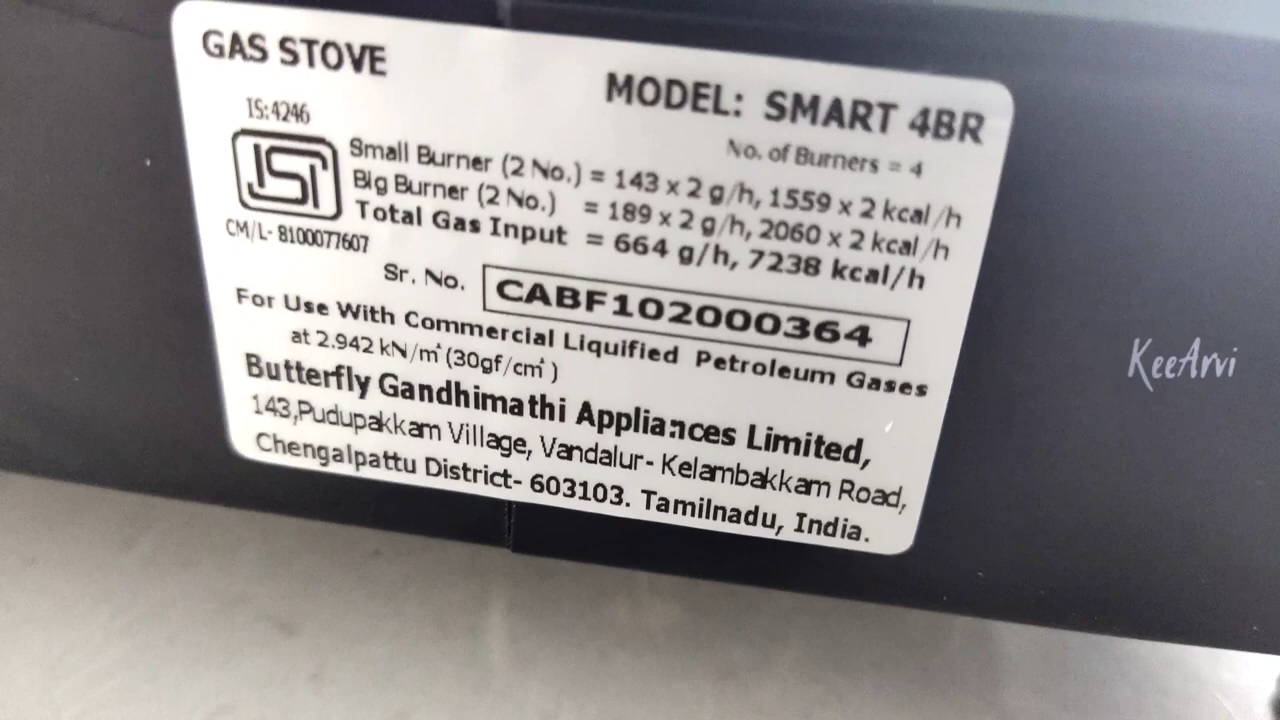 GAS STOVE
MODEL: SMART 4BR
IS:4246
No. of Burners = 4
ISI
Small Burner (2 No.) = 143 x 2 g/h, 1559 x 2 kcal/h
Big Burner (2 No.) = 189 x 2 g/h, 2060 x 2 kcal/h
Total Gas Input = 664 g/h, 7238 kcal/h
CM/L- 8100077607
Sr. No. CABF102000364
For Use With Commercial Liquified Petroleum Gases
at 2.942 kN/m² (30gf/cm²)
Butterfly Gandhimathi Appliances Limited,
143,Pudupakkam Village, Vandalur- Kelambakkam Road,
Chengalpattu District- 603103. Tamilnadu, India.
KeeArvi